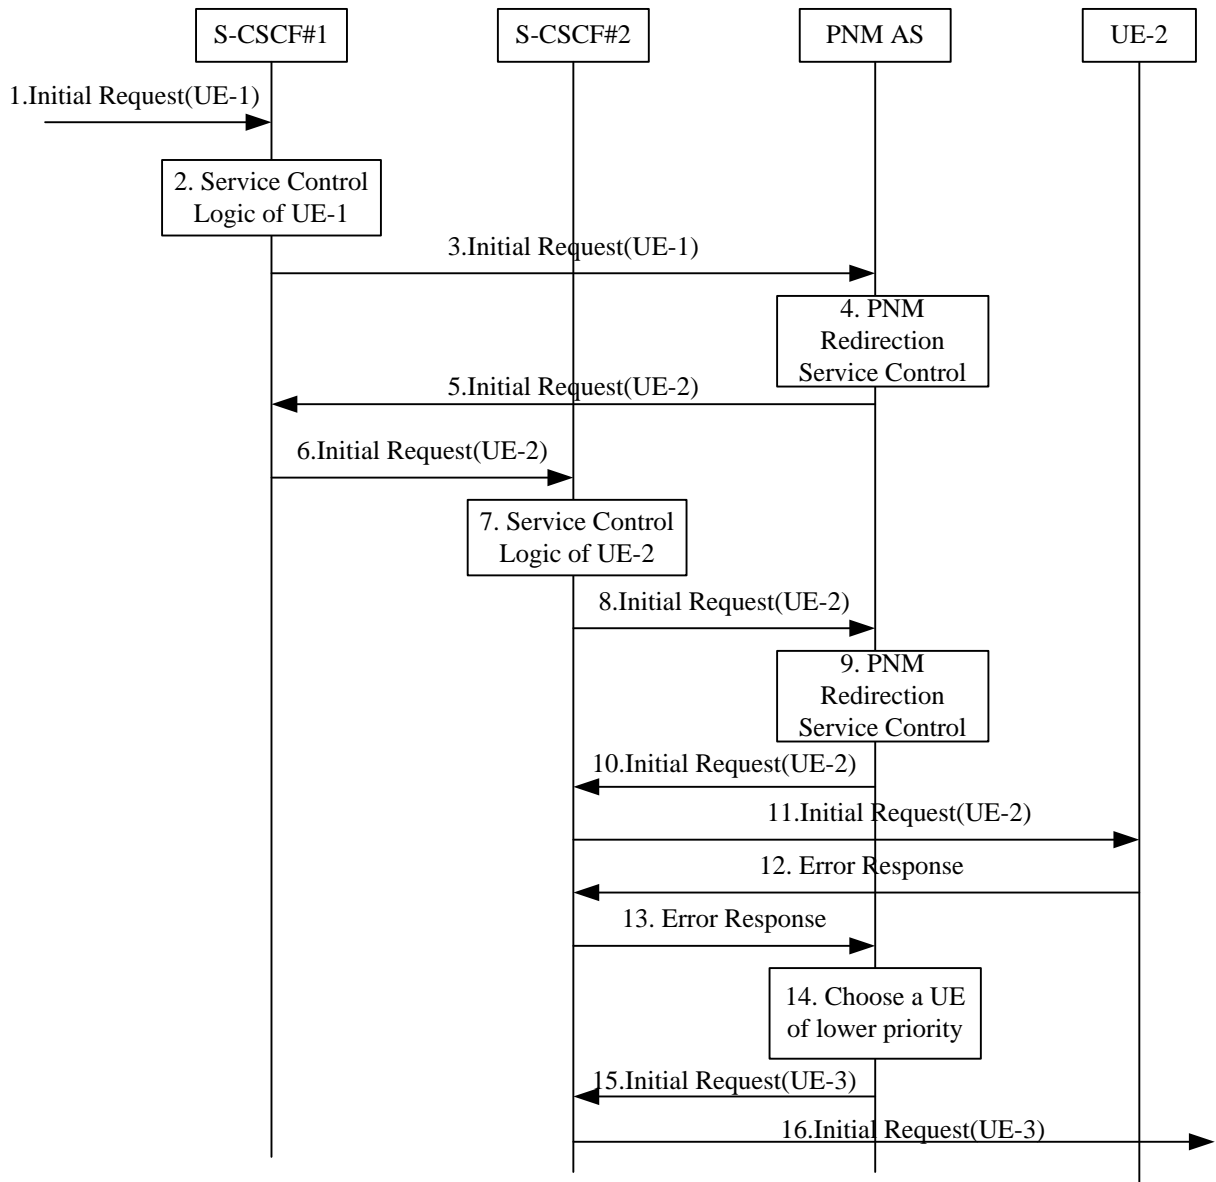 S-CSCF#1
S-CSCF#2
PNM AS
UE-2
1.Initial Request(UE-1)
2. Service Control
Logic of UE-1
3.Initial Request(UE-1)
4. PNM
Redirection
Service Control
5.Initial Request(UE-2)
6.Initial Request(UE-2)
7. Service Control
Logic of UE-2
8.Initial Request(UE-2)
9. PNM
Redirection
Service Control
10.Initial Request(UE-2)
11.Initial Request(UE-2)
12. Error Response
13. Error Response
14. Choose a UE
of lower priority
15.Initial Request(UE-3)
16.Initial Request(UE-3)